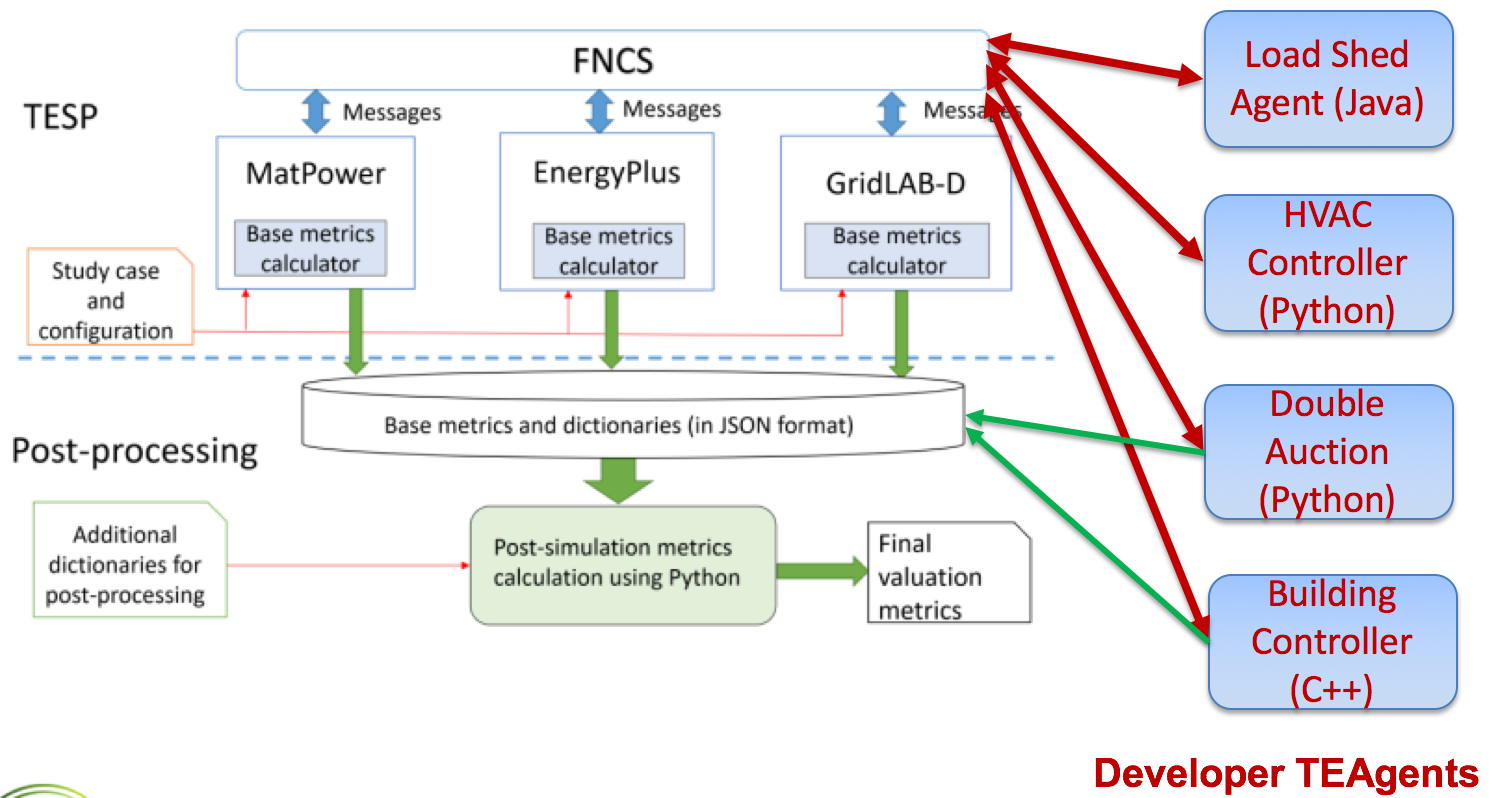 FNCS
TESP
Messages
Messages
Messages
MatPower
EnergyPlus
GridLAB-D
Base metrics
calculator
Base metrics
calculator
Base metrics
calculator
Study case
and
configuration
Base metrics and dictionaries (in JSON format)
Post-processing
Additional
dictionaries for
post-processing
Post-simulation metrics
calculation using Python
Final
valuation
metrics
Load Shed
Agent (Java)
HVAC
Controller
(Python)
Double
Auction
(Python)
Building
Controller
(C++)
Developer TEAgents